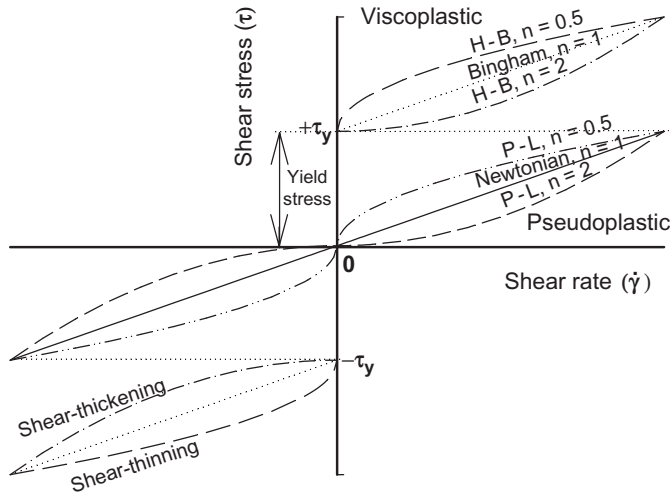 Viscoplastic
Shear stress (τ)
H - B, n = 0.5
Bingham, n = 1
H - B, n = 2
+τy
P - L, n = 0.5
Newtonian, n = 1
P - L, n = 2
Yield
stress
Pseudoplastic
0
Shear rate (γ̇)
−τy
Shear-thickening
Shear-thinning